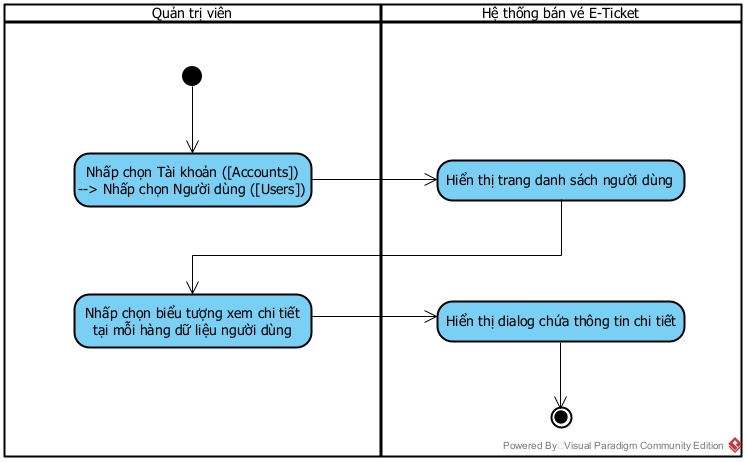 Quản trị viên
Hệ thống bán vé E-Ticket
Nhấp chọn Tài khoản ([Accounts])
--> Nhấp chọn Người dùng ([Users])
Hiển thị trang danh sách người dùng
Nhấp chọn biểu tượng xem chi tiết
tại mỗi hàng dữ liệu người dùng
Hiển thị dialog chứa thông tin chi tiết
Powered By Visual Paradigm Community Edition